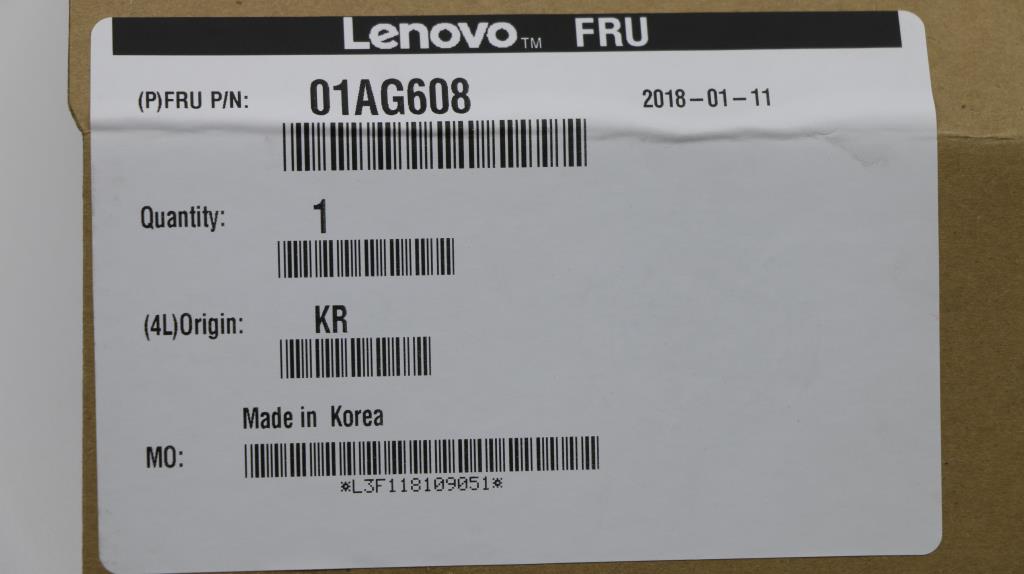 Lenovo™ FRU
(P)FRU P/N: 01AG608 2018-01-11
Quantity: 1
(4L)Origin: KR
Made in Korea
MO:
*L3F118109051*